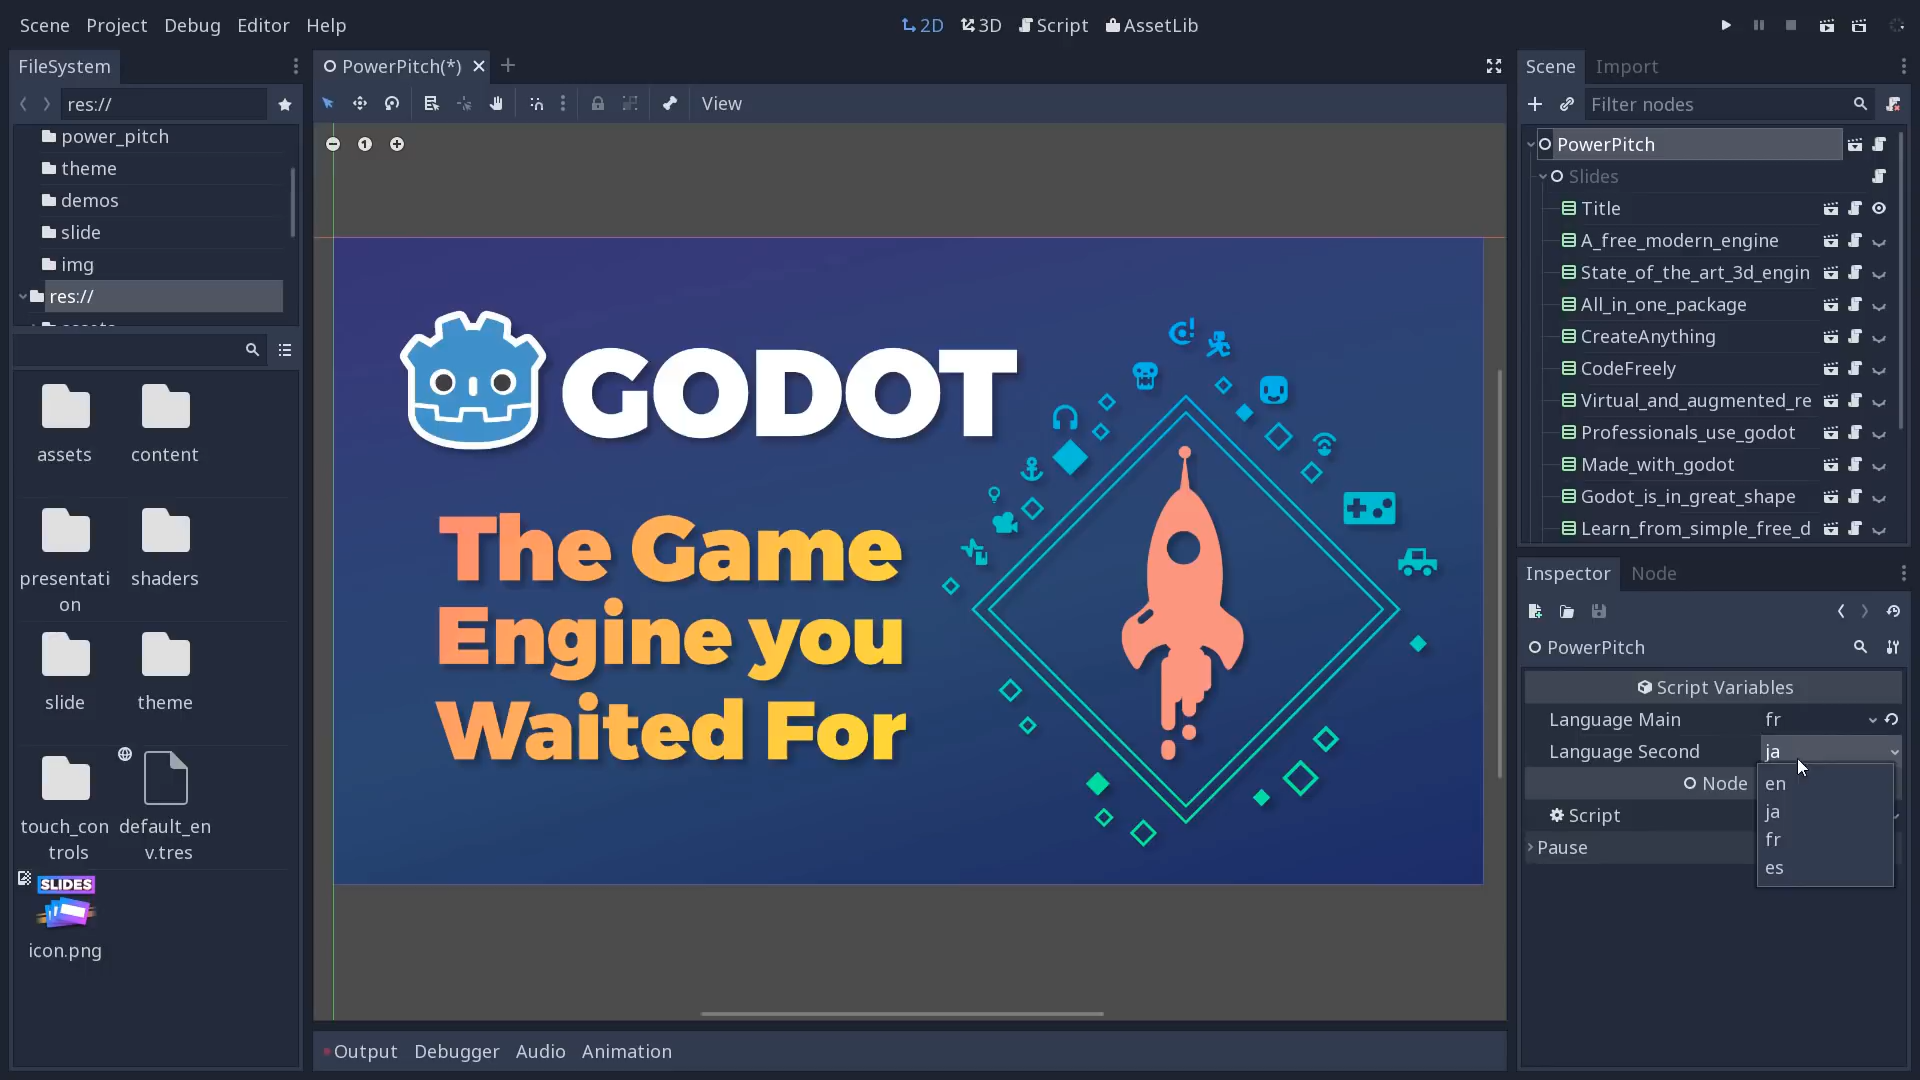 Scene Project Debug Editor Help
2D 3D Script AssetLib
FileSystem
res://
power_pitch
theme
demos
slide
img
res://
assets content
presentati
on
shaders
slide theme
touch_con
trols
default_en
v.tres
SLIDES
icon.png
PowerPitch(*)
View
1
GODOT
The Game
Engine you
Waited For
Output Debugger Audio Animation
Scene Import
Filter nodes
PowerPitch
Slides
Title
A_free_modern_engine
State_of_the_art_3d_engin
All_in_one_package
CreateAnything
CodeFreely
Virtual_and_augmented_re
Professionals_use_godot
Made_with_godot
Godot_is_in_great_shape
Learn_from_simple_free_d
Inspector Node
PowerPitch
Script Variables
Language Main fr
Language Second ja
Node
Script
Pause
en
ja
fr
es